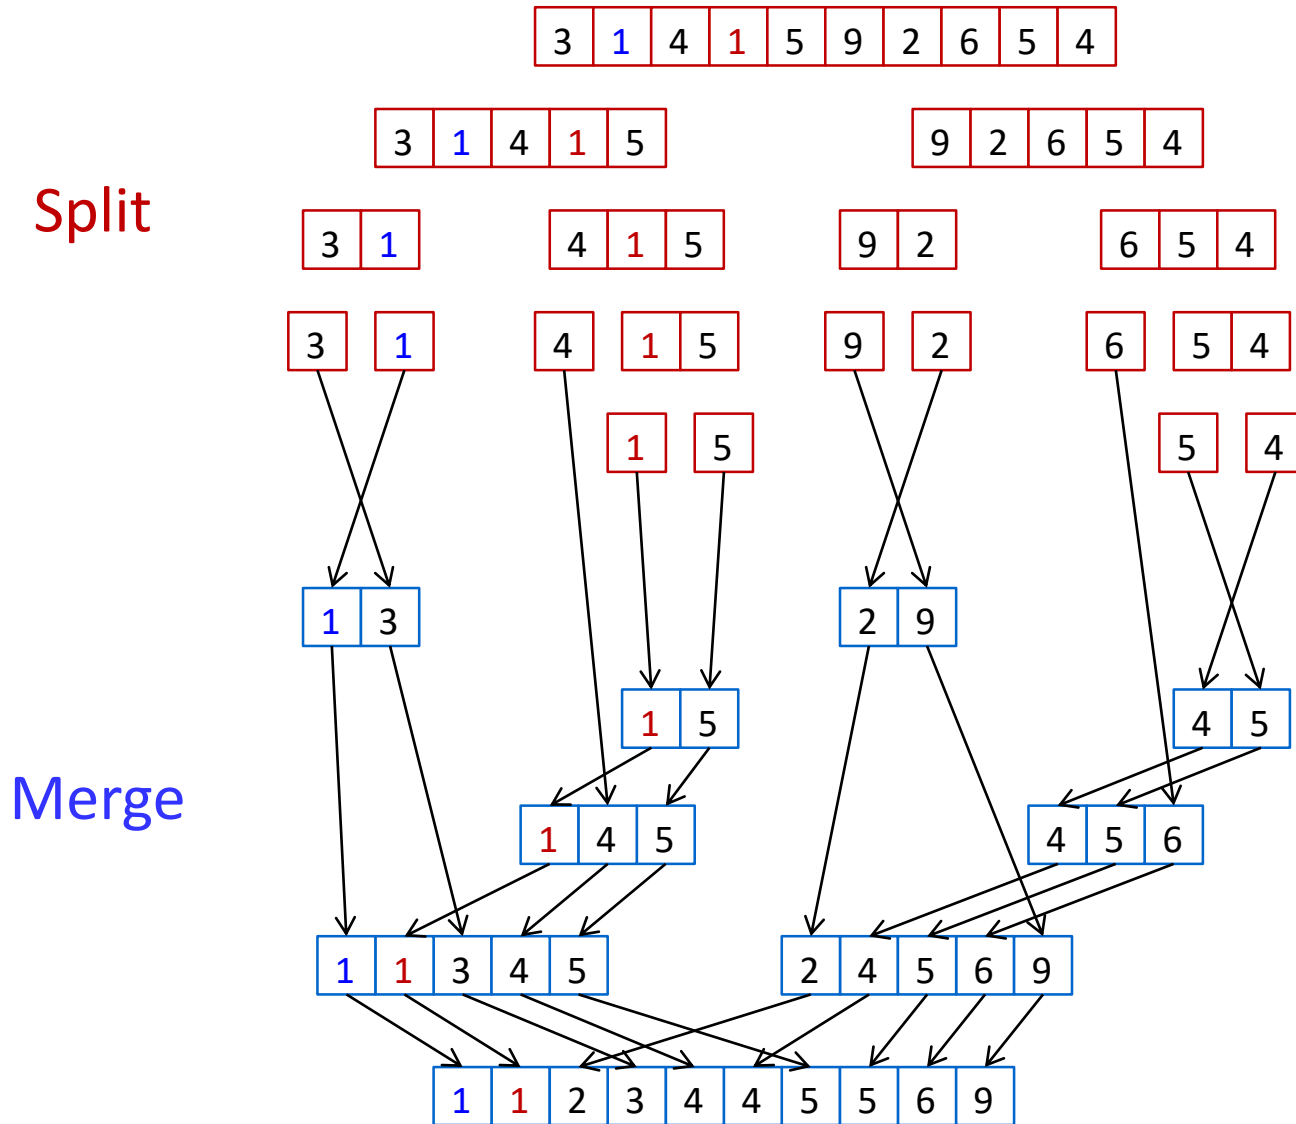 3 1 4 1 5 9 2 6 5 4
3 1 4 1 5 9 2 6 5 4
Split
3 1 4 1 5 9 2 6 5 4
3 1 4 1 5 9 2 6 5 4
1 5 5 4
1 3 2 9
1 5 4 5
Merge
1 4 5 4 5 6
1 1 3 4 5 2 4 5 6 9
1 1 2 3 4 4 5 5 6 9